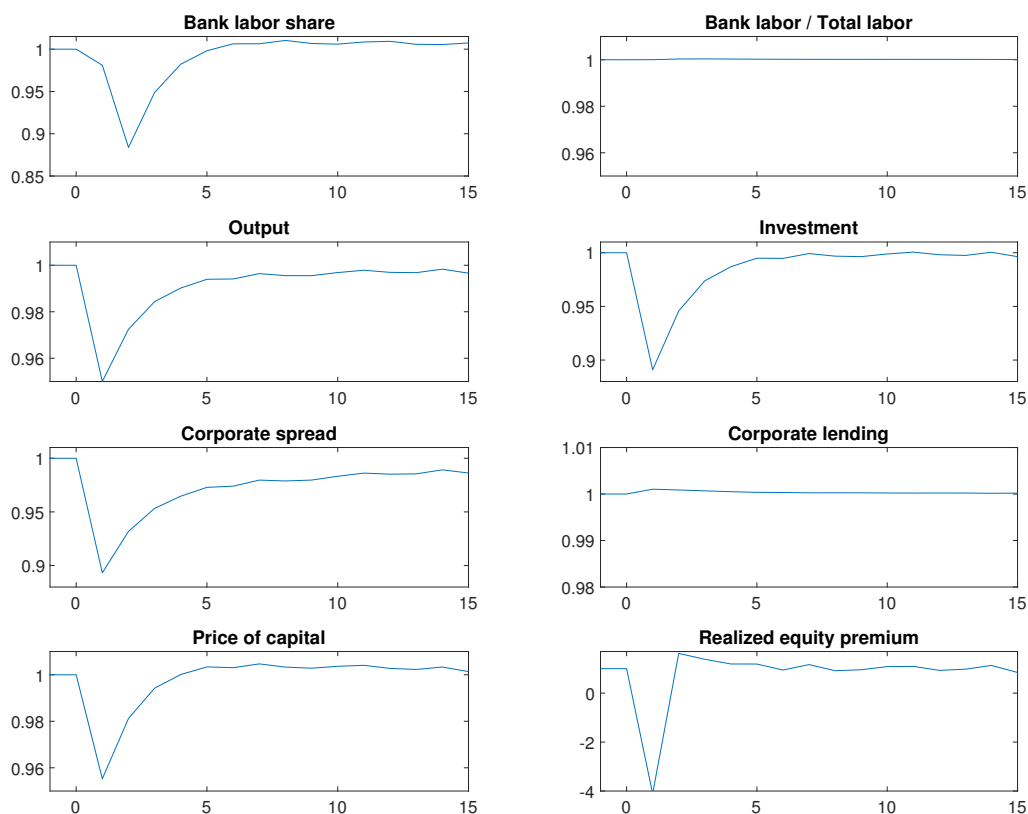 Bank labor share
1
0.95
0.9
0.85
0 5 10 15
Bank labor / Total labor
1
0.98
0.96
0 5 10 15
Output
1
0.98
0.96
0 5 10 15
Investment
1
0.95
0.9
0 5 10 15
Corporate spread
1
0.95
0.9
0 5 10 15
Corporate lending
1.01
1
0.99
0.98
0 5 10 15
Price of capital
1
0.98
0.96
0 5 10 15
Realized equity premium
0
-2
-4
0 5 10 15